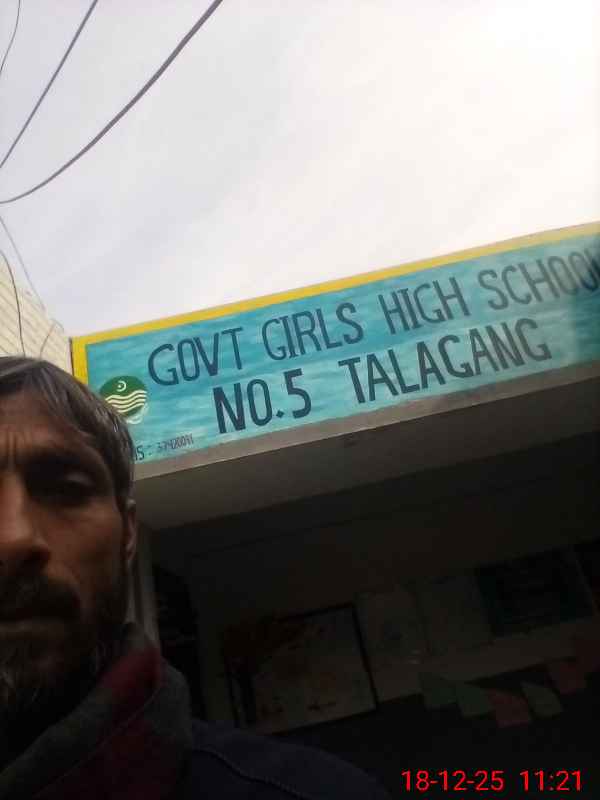 GOVT GIRLS HIGH SCHOOL
NO.5 TALAGANG
18-12-25 11:21